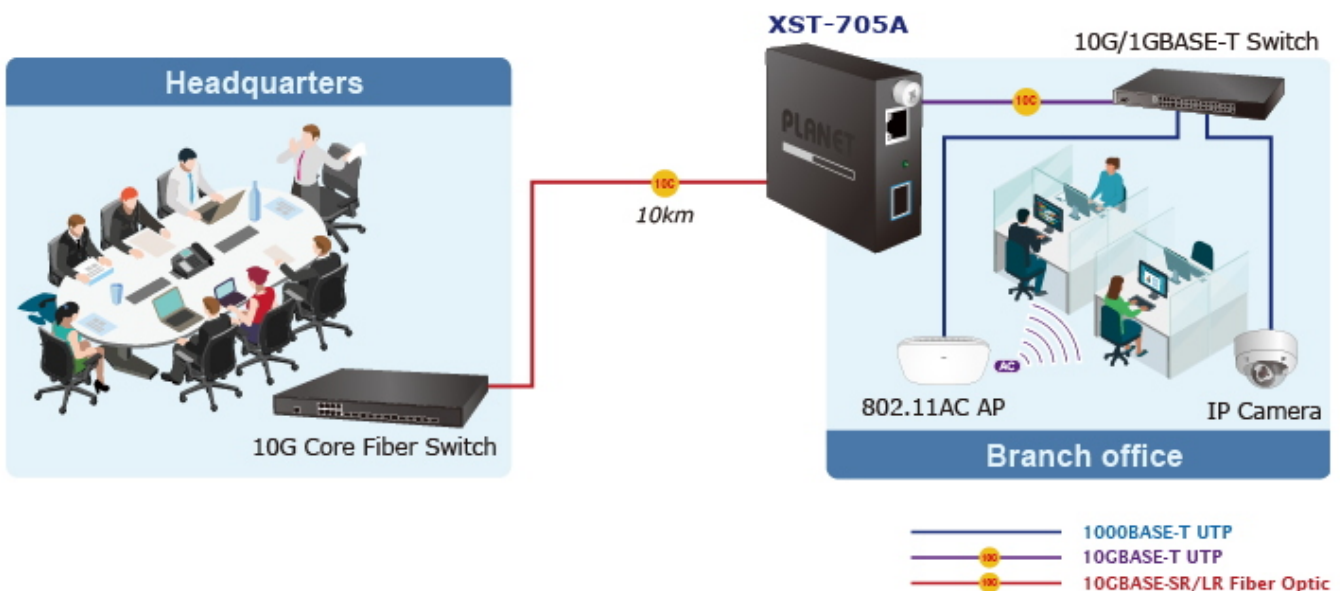 XST-705A
10G/1GBASE-T Switch
Headquarters
10G
PLANET
10G
10km
AC
802.11AC AP
IP Camera
10G Core Fiber Switch
Branch office
1000BASE-T UTP
10G
10GBASE-T UTP
10G
10GBASE-SR/LR Fiber Optic